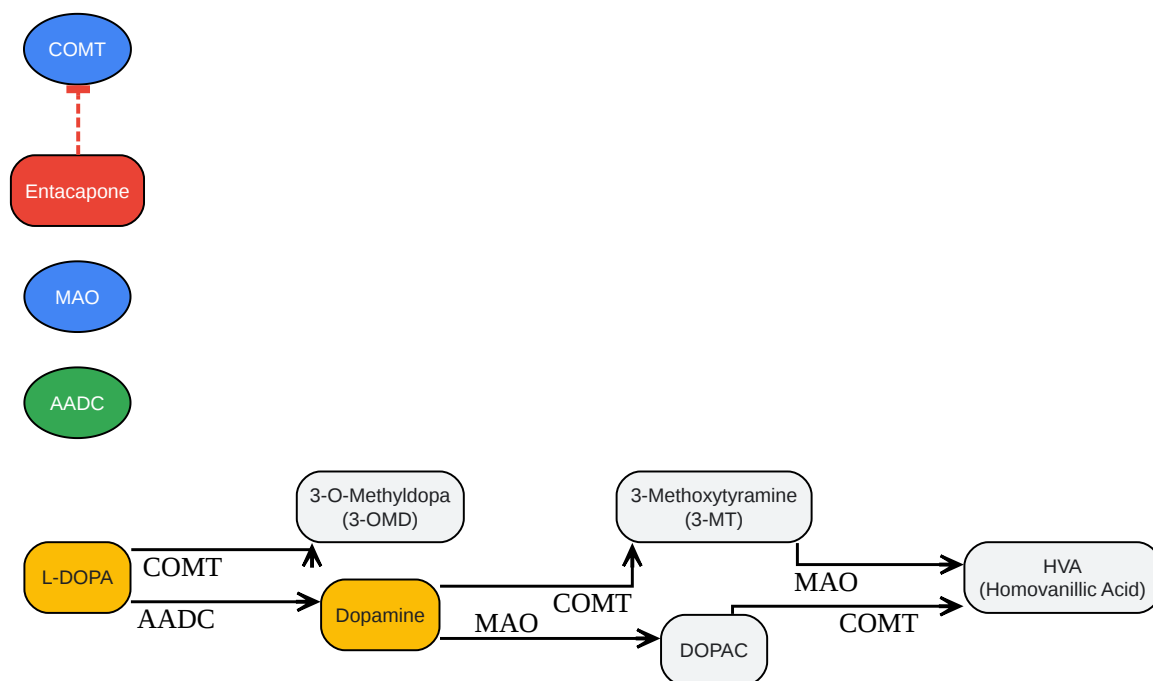 COMT
Entacapone
MAO
AADC
3-O-Methyldopa
(3-OMD)
3-Methoxytyramine
(3-MT)
L-DOPA
COMT
AADC
Dopamine
COMT
MAO
DOPAC
MAO
COMT
HVA
(Homovanillic Acid)